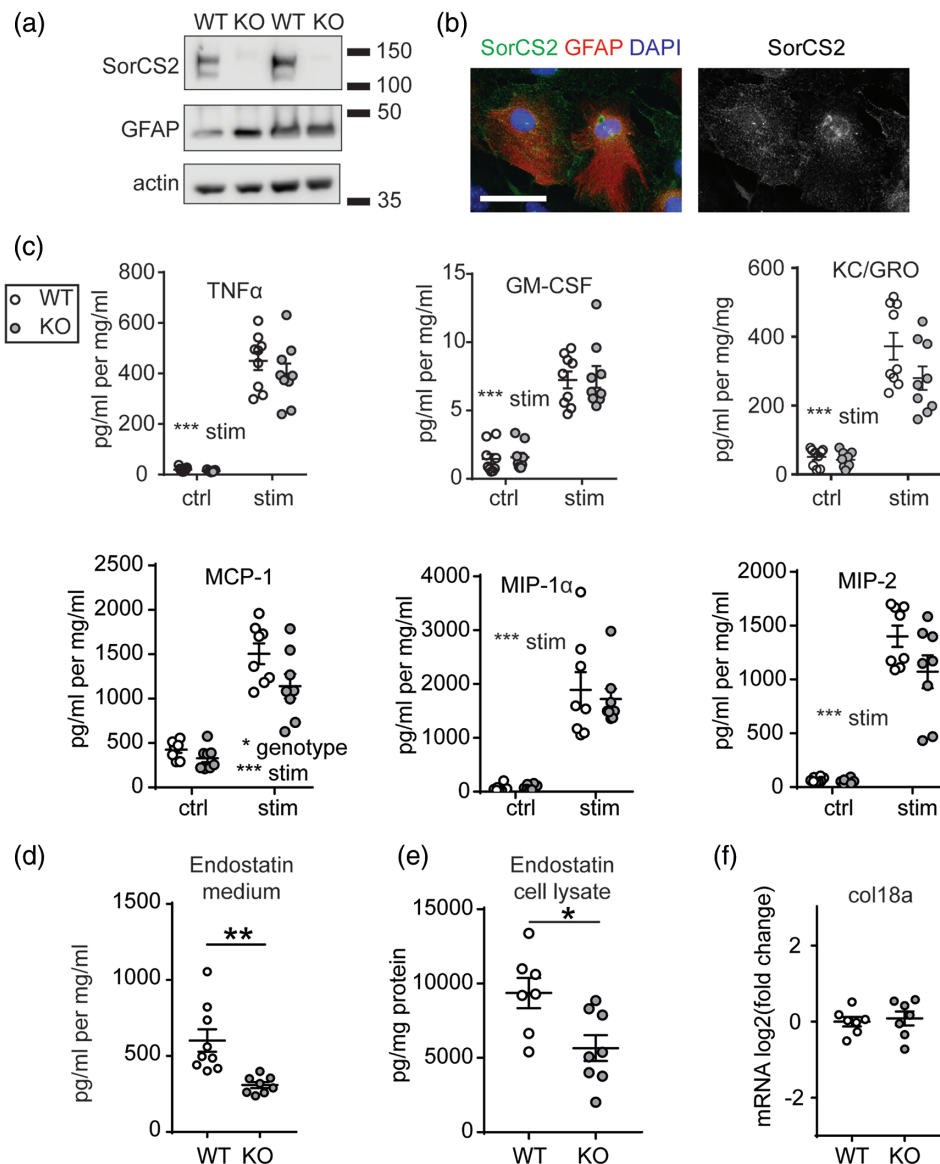 (a)
WT KO WT KO
SorCS2
150
100
GFAP
50
actin
35
(b)
SorCS2 GFAP DAPI
SorCS2
(c)
WT
KO
TNFα
pg/ml per mg/ml
800
600
400
200
0
*** stim
ctrl stim
GM-CSF
pg/ml per mg/ml
15
10
5
0
*** stim
ctrl stim
KC/GRO
pg/ml per mg/mg
600
400
200
0
*** stim
ctrl stim
MCP-1
pg/ml per mg/ml
2500
2000
1500
1000
500
0
* genotype
*** stim
ctrl stim
MIP-1α
pg/ml per mg/ml
4000
3000
2000
1000
0
*** stim
ctrl stim
MIP-2
pg/ml per mg/ml
2000
1500
1000
500
0
*** stim
ctrl stim
(d)
Endostatin
medium
pg/ml per mg/ml
1500
1000
500
0
**
WT KO
(e)
Endostatin
cell lysate
pg/mg protein
15000
10000
5000
0
*
WT KO
(f)
col18a
mRNA log2(fold change)
2
0
-2
WT KO